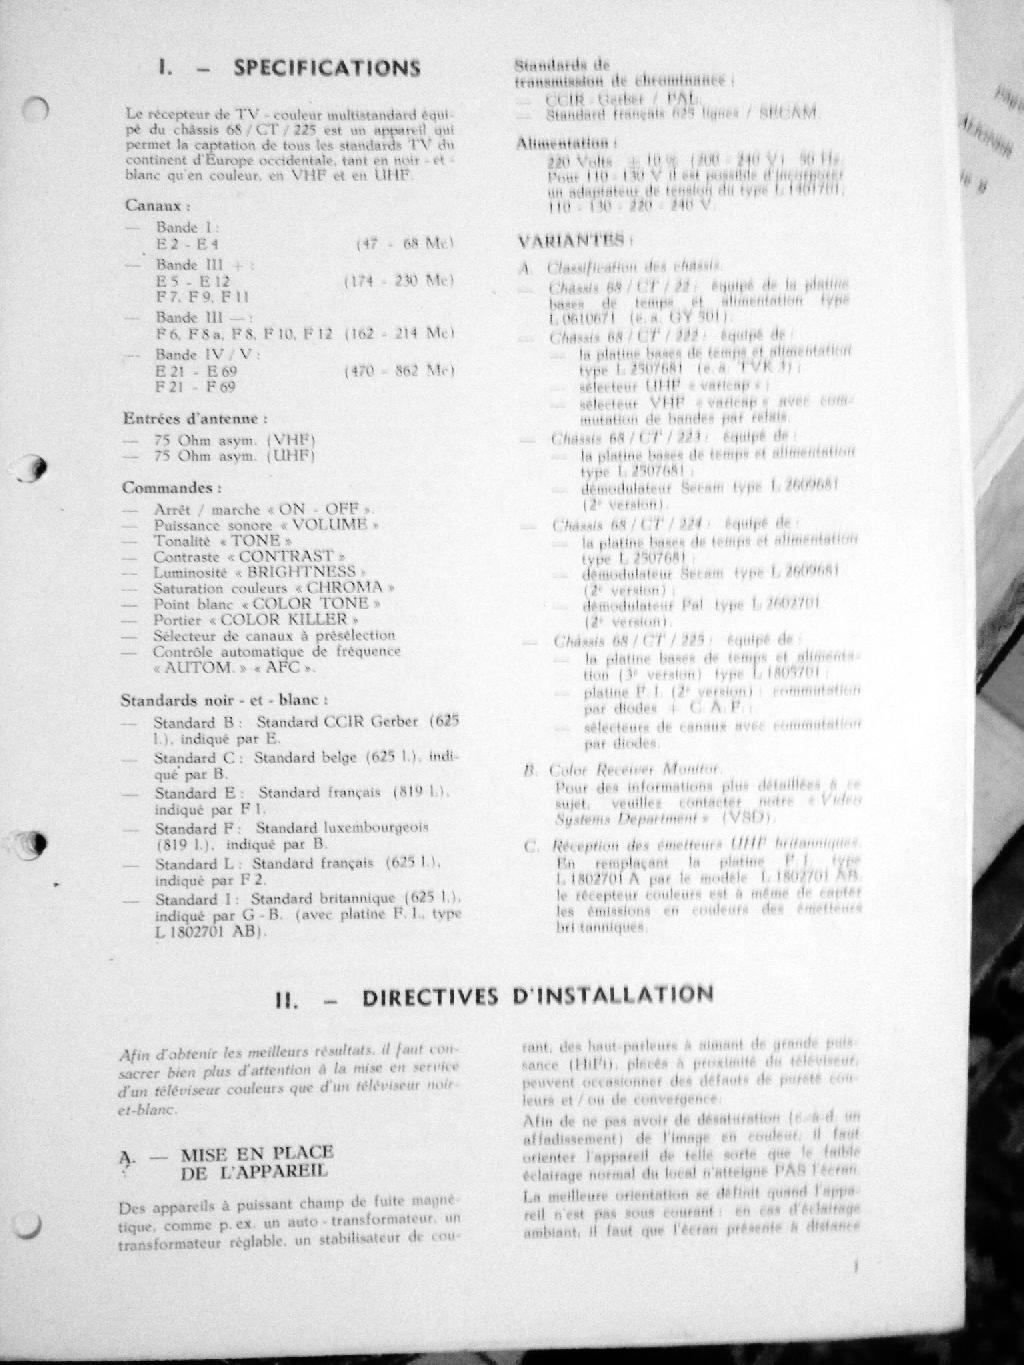 I. – SPECIFICATIONS
Le récepteur de TV - couleur multistandard équi-
pé du châssis 68 / CT / 225 est un appareil qui
permet la captation de tous les standards TV du
continent d'Europe occidentale, tant en noir - et -
blanc qu'en couleur, en VHF et en UHF.
Canaux :
— Bande I :
E 2 - E 4 (47 - 68 Mc)
— Bande III + :
E 5 - E 12 (174 - 230 Mc)
F 7, F 9, F 11
— Bande III — :
F 6, F 8 a, F 8, F 10, F 12 (162 - 214 Mc)
— Bande IV / V :
E 21 - E 69 (470 - 862 Mc)
F 21 - F 69
Entrées d'antenne :
— 75 Ohm asym. (VHF)
— 75 Ohm asym. (UHF)
Commandes :
— Arrêt / marche « ON - OFF ».
— Puissance sonore « VOLUME »
— Tonalité « TONE »
— Contraste « CONTRAST »
— Luminosité « BRIGHTNESS »
— Saturation couleurs « CHROMA »
— Point blanc « COLOR TONE »
— Portier « COLOR KILLER »
— Sélecteur de canaux à présélection
— Contrôle automatique de fréquence
« AUTOM. » « AFC ».
Standards noir - et - blanc :
— Standard B : Standard CCIR Gerber (625
l.), indiqué par E.
— Standard C : Standard belge (625 l.), indi-
qué par B.
— Standard E : Standard français (819 l.),
indiqué par F 1.
— Standard F : Standard luxembourgeois
(819 l.), indiqué par B.
— Standard L : Standard français (625 l.),
indiqué par F 2.
— Standard I : Standard britannique (625 l.),
indiqué par G - B. (avec platine F. I., type
L 1802701 AB).
Standards de
transmission de chrominance :
— CCIR - Gerber / PAL.
— Standard français 625 lignes / SECAM.
Alimentation :
220 Volts ± 10 % (200 - 240 V) 50 Hz.
Pour 110 - 130 V il est possible d'incorporer
un adaptateur de tension du type L 1401701,
110 - 130 - 220 - 240 V.
VARIANTES :
A. Classification des châssis.
— Châssis 68 / CT / 22 : équipé de la platine
bases de temps et alimentation type
L 0610671 (e. a. GY 501).
— Châssis 68 / CT / 222 : équipé de :
— la platine bases de temps et alimentation
type L 2507681 (e. a. TVK 3) ;
— sélecteur UHF « varicap » ;
— sélecteur VHF « varicap » avec com-
mutation de bandes par relais.
— Châssis 68 / CT / 223 : équipé de :
— la platine bases de temps et alimentation
type L 2507681 ;
— démodulateur Secam type L 2609681
(2e version).
— Châssis 68 / CT / 224 : équipé de :
— la platine bases de temps et alimentation
type L 2507681 ;
— démodulateur Secam type L 2609681
(2e version) ;
— démodulateur Pal type L 2602701
(2e version).
— Châssis 68 / CT / 225 : équipé de :
— la platine bases de temps et alimenta-
tion (3e version) type L 1805701 ;
— platine F. I. (2e version) : commutation
par diodes + C. A. F. ;
— sélecteurs de canaux avec commutation
par diodes.
B. Color Receiver Monitor.
Pour des informations plus détaillées à ce
sujet, veuillez contacter notre « Video
Systems Department » (VSD).
C. Réception des émetteurs UHF britanniques.
En remplaçant la platine F. I. type
L 1802701 A par le modèle L 1802701 AB,
le récepteur couleurs est à même de capter
les émissions en couleurs des émetteurs
bri tanniques.
II. – DIRECTIVES D'INSTALLATION
Afin d'obtenir les meilleurs résultats, il faut con-
sacrer bien plus d'attention à la mise en service
d'un téléviseur couleurs que d'un téléviseur noir-
et-blanc.
A. — MISE EN PLACE
DE L'APPAREIL
Des appareils à puissant champ de fuite magné-
tique, comme p. ex. un auto - transformateur, un
transformateur réglable, un stabilisateur de cou-
rant, des haut-parleurs à aimant de grande puis-
sance (HiFi), placés à proximité du téléviseur,
peuvent occasionner des défauts de pureté cou-
leurs et / ou de convergence.
Afin de ne pas avoir de désaturation (c.-à-d. un
affadissement) de l'image en couleur, il faut
orienter l'appareil de telle sorte que le faible
éclairage normal du local n'atteigne PAS l'écran.
La meilleure orientation se définit quand l'appa-
reil n'est pas sous courant : en cas d'éclairage
ambiant, il faut que l'écran présente à distance
1